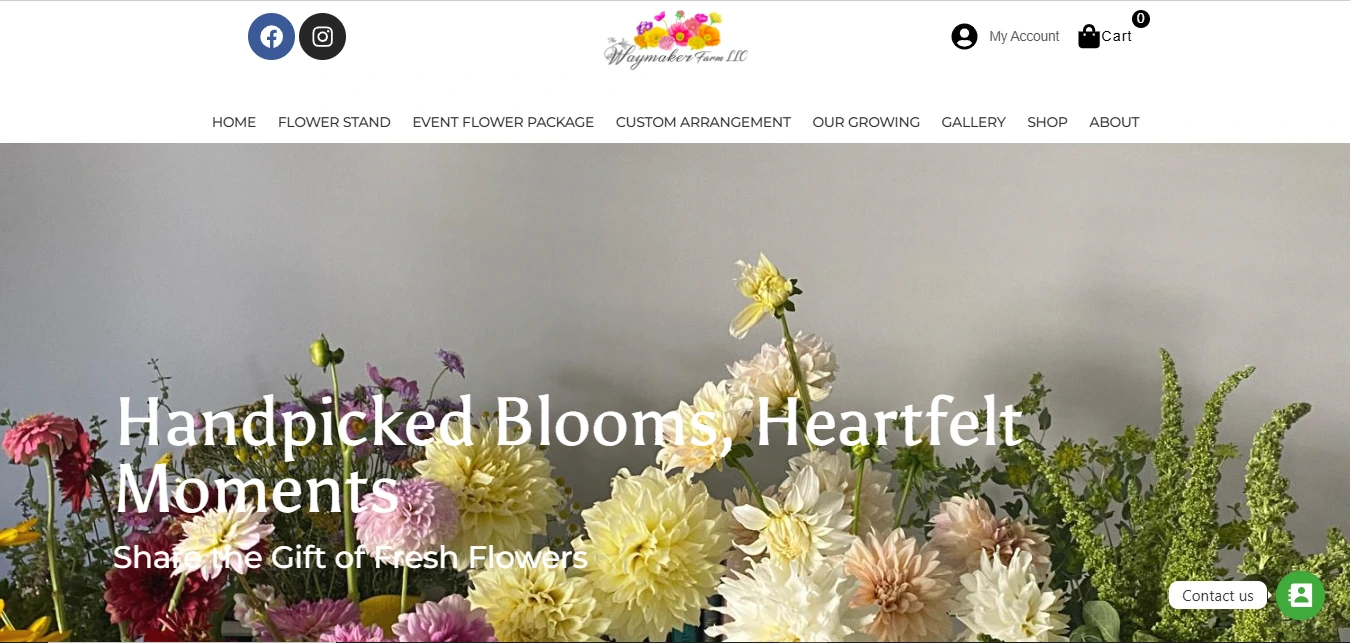 The
Waymaker Farm LLC
My Account
Cart
0
HOME
FLOWER STAND
EVENT FLOWER PACKAGE
CUSTOM ARRANGEMENT
OUR GROWING
GALLERY
SHOP
ABOUT
Handpicked Blooms, Heartfelt
Moments
Share the Gift of Fresh Flowers
Contact us